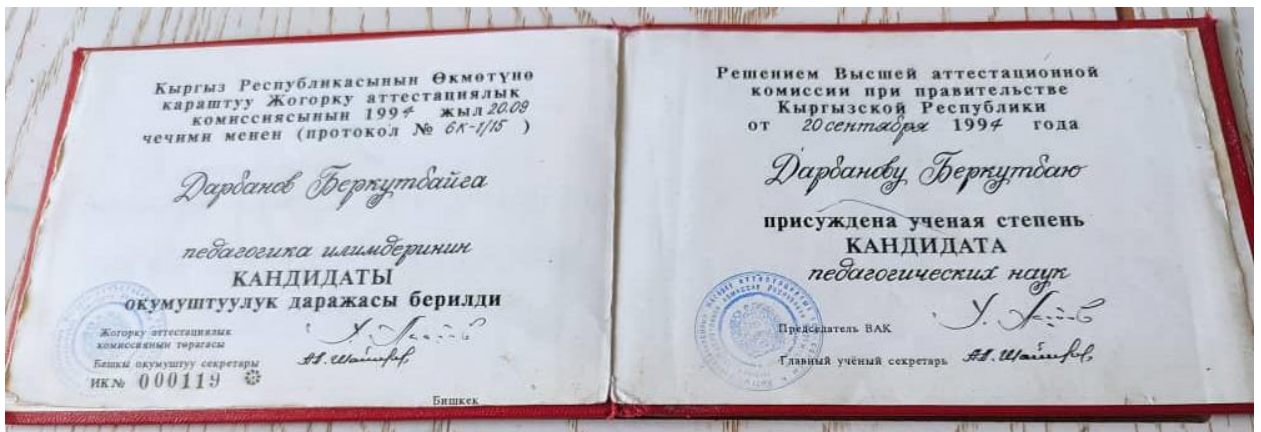 Кыргыз Республикасынын Өкмөтүнө
караштуу Жогорку аттестациялык
комиссиясынын 1994 жыл 20.09
чечими менен (протокол № 6К-1/15 )
Дарбанов Беркутбайга
педагогика илимдеринин
КАНДИДАТЫ
окумуштуулук даражасы берилди
Жогорку аттестациялык
комиссиянын төрагасы
Башкы окумуштуу секретары
ИК№ 000119
Бишкек
Решением Высшей аттестационной
комиссии при правительстве
Кыргызской Республики
от 20 сентября 1994 года
Дарбанову Беркутбаю
присуждена ученая степень
КАНДИДАТА
педагогических наук
Председатель ВАК
Главный учёный секретарь